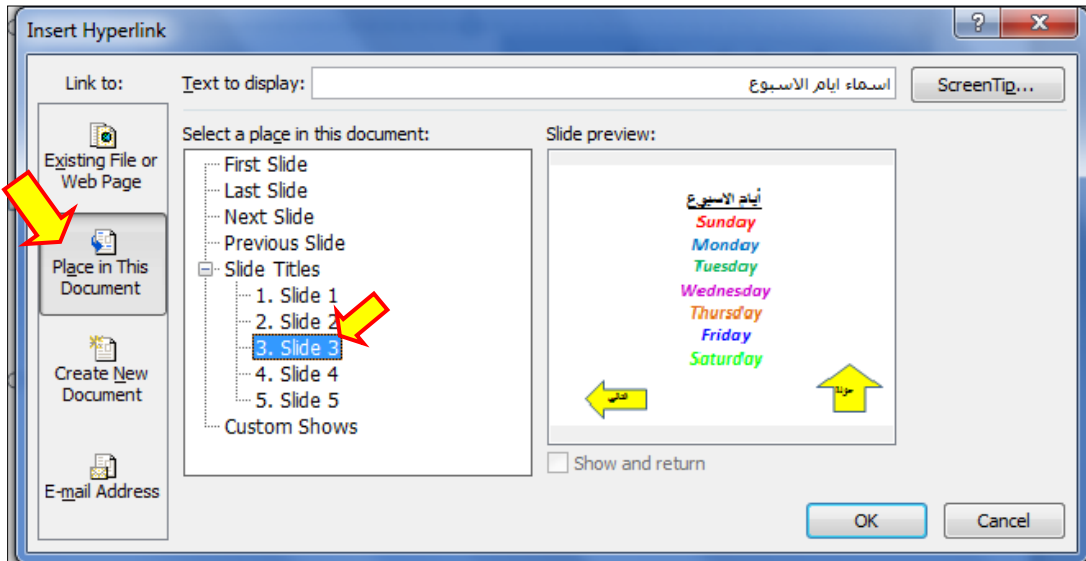 Insert Hyperlink
? X
Link to:
Text to display: اسماء ايام الاسبوع
ScreenTip...
Existing File or
Web Page
Place in This
Document
Create New
Document
E-mail Address
Select a place in this document:
First Slide
Last Slide
Next Slide
Previous Slide
Slide Titles
1. Slide 1
2. Slide 2
3. Slide 3
4. Slide 4
5. Slide 5
Custom Shows
Slide preview:
أيام الاسبوع
Sunday
Monday
Tuesday
Wednesday
Thursday
Friday
Saturday
التالي
Show and return
OK
Cancel